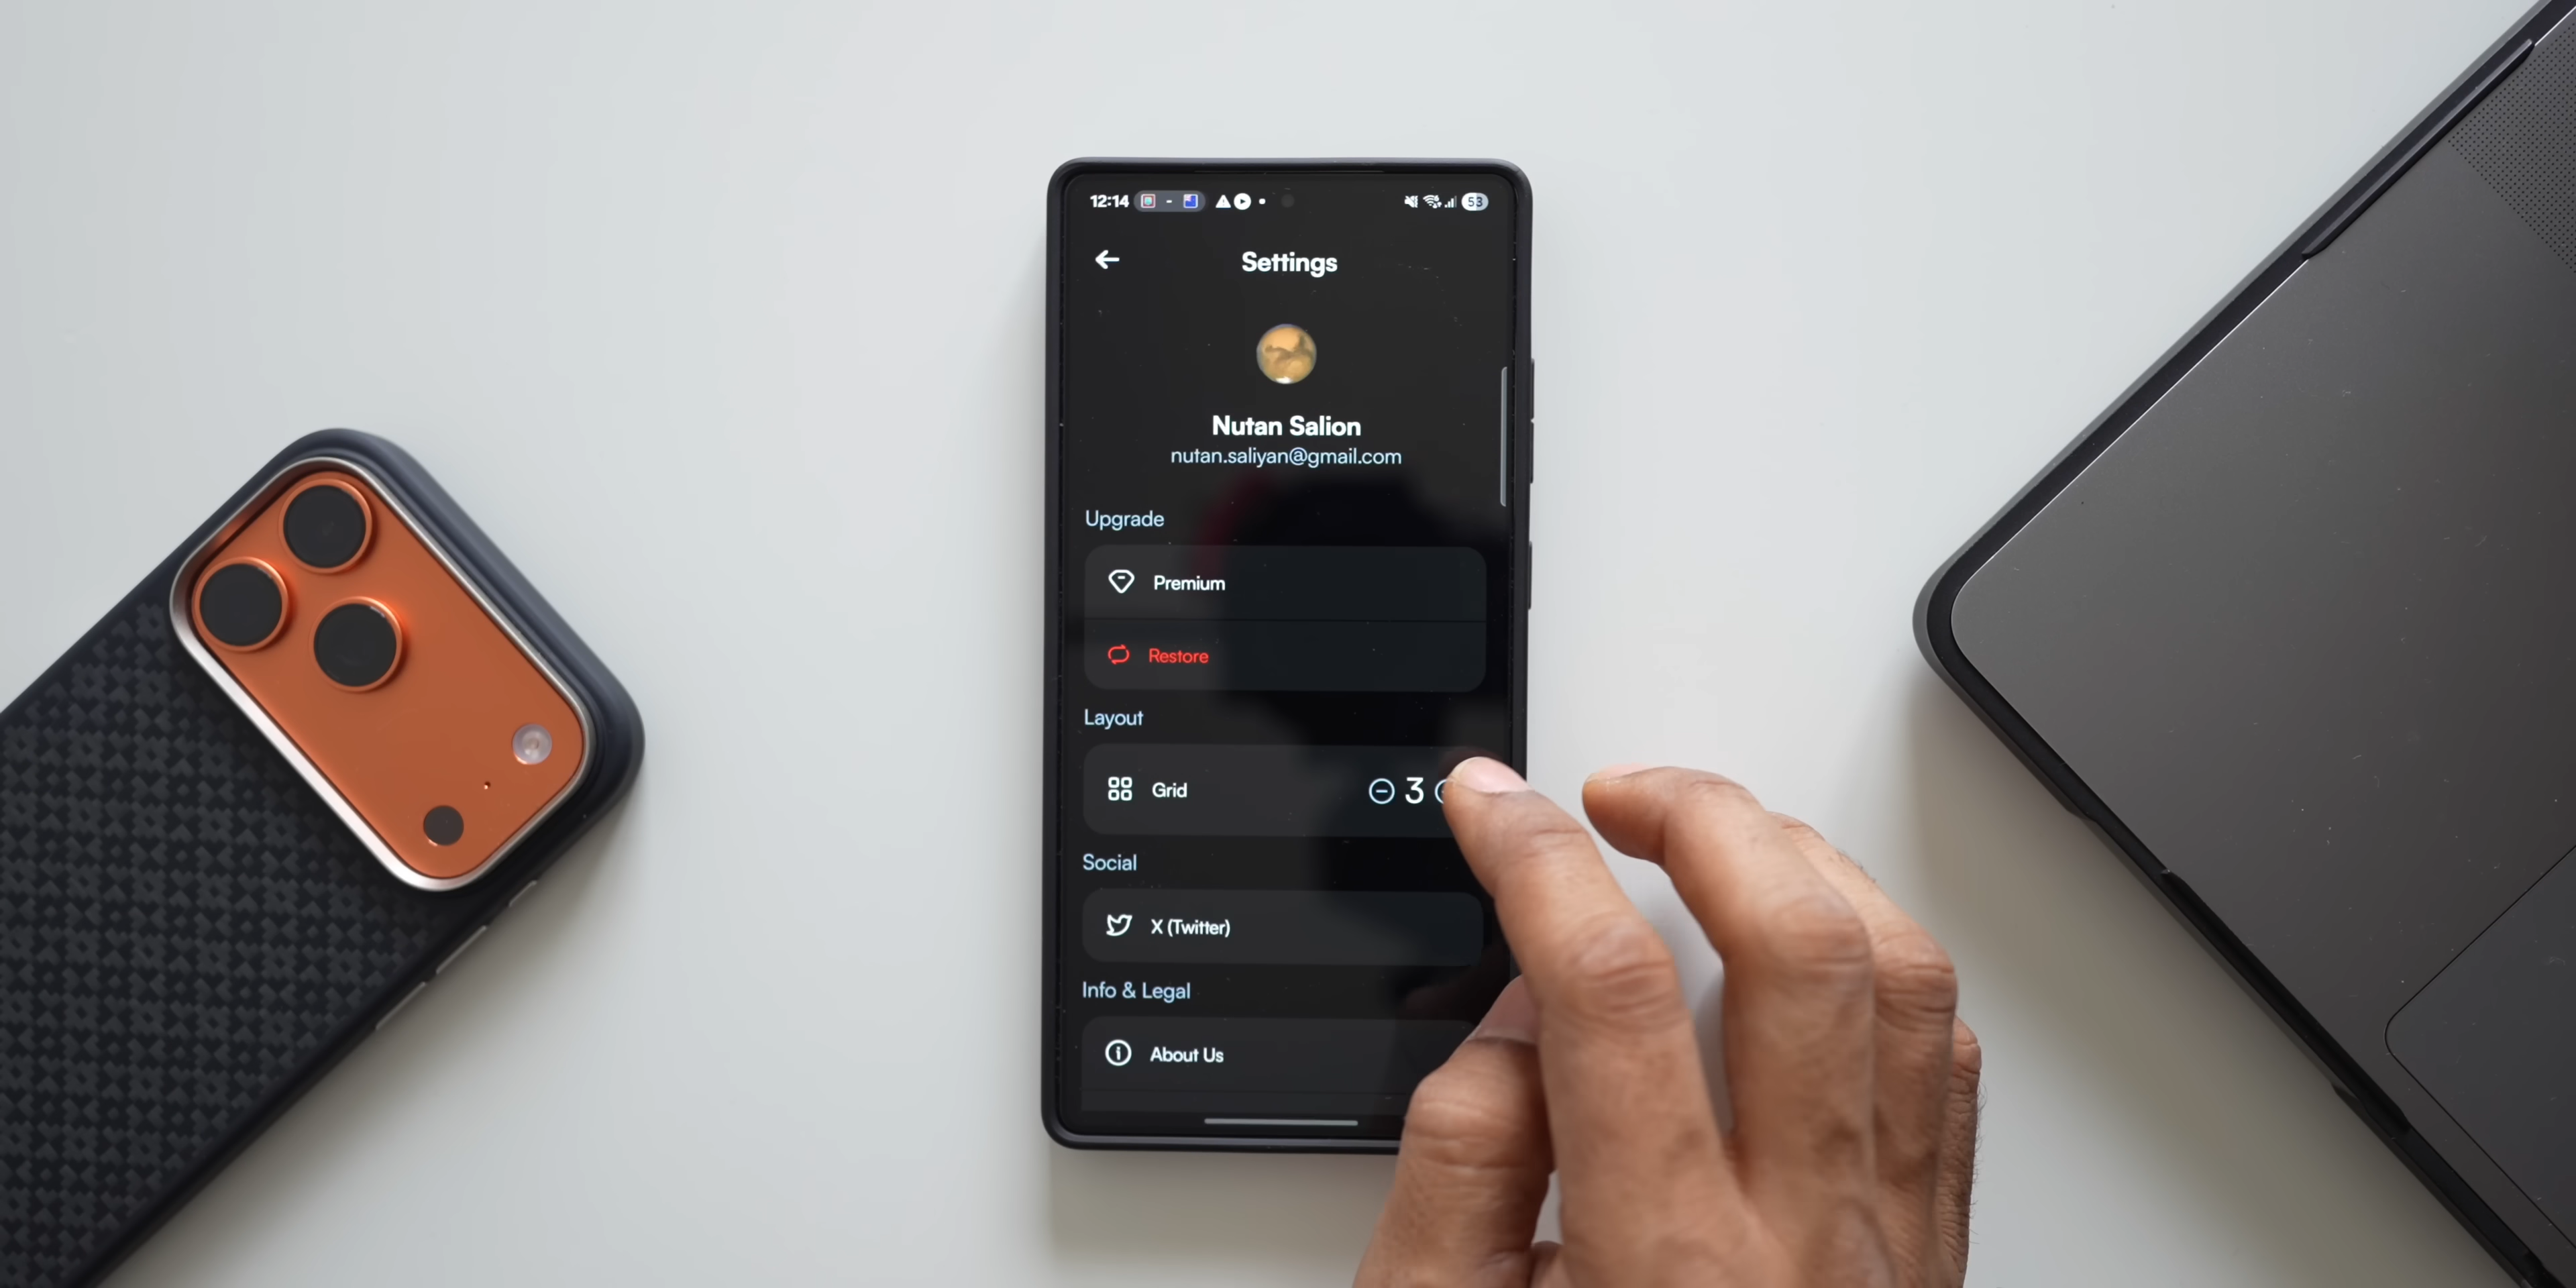 12:14
53
Settings
Nutan Salion
nutan.saliyan@gmail.com
Upgrade
Premium
Restore
Layout
Grid 3
Social
X (Twitter)
Info & Legal
About Us